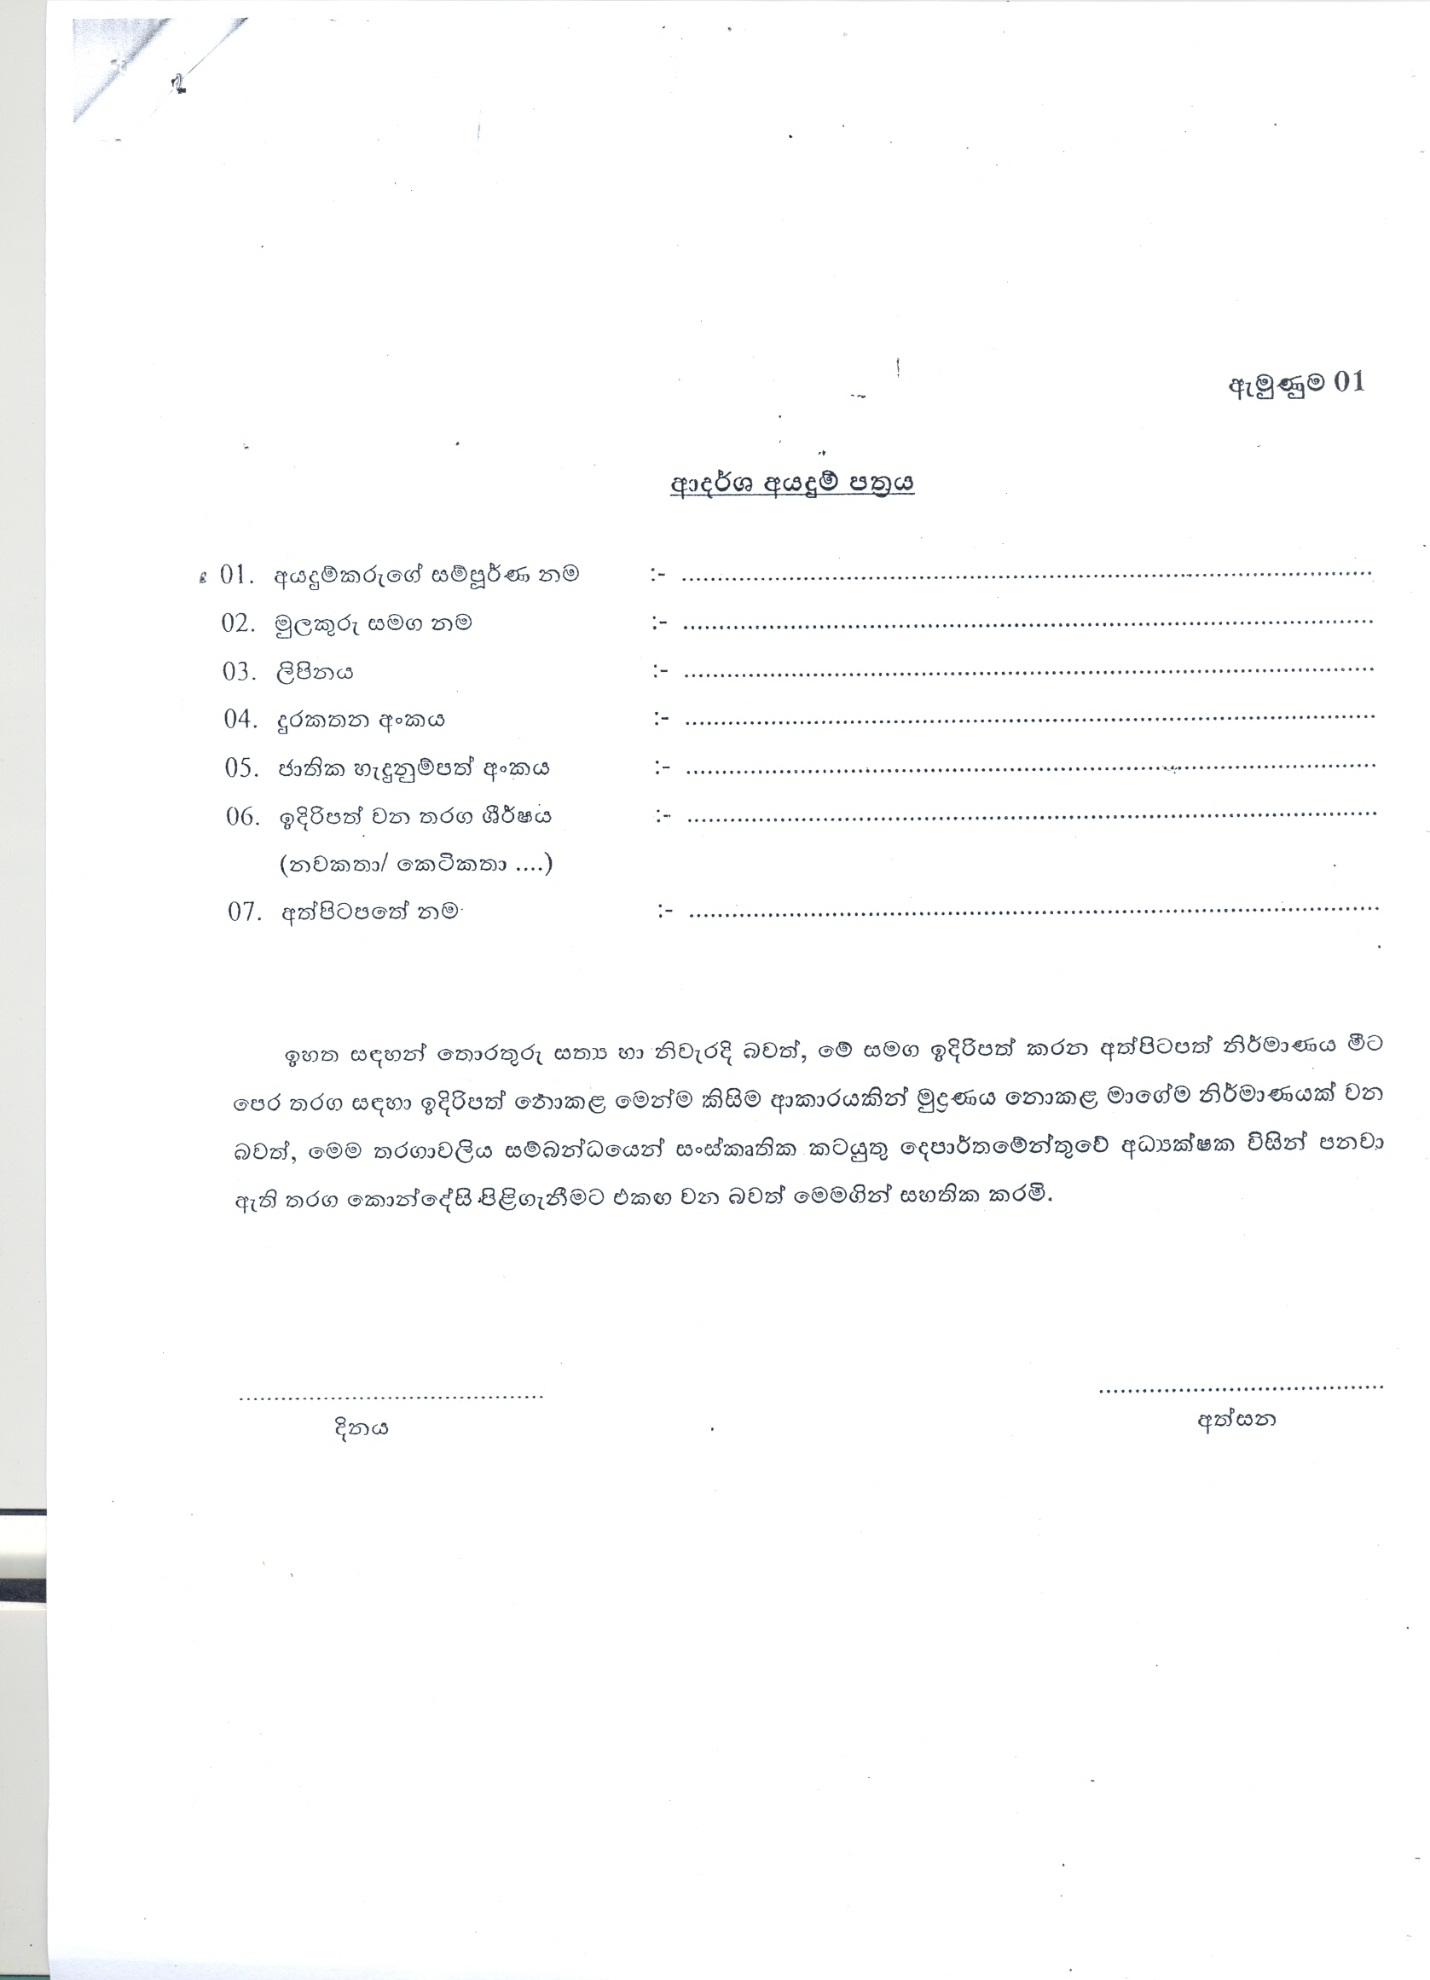 ඇමුණුම 01
ආදර්ශ අයදුම් පත්‍රය
01. අයදුම්කරුගේ සම්පූර්ණ නම :- ........................................
02. මුලකුරු සමග නම :- ........................................
03. ලිපිනය :- ........................................
04. දුරකතන අංකය :- ........................................
05. ජාතික හැදුනුම්පත් අංකය :- ........................................
06. ඉදිරිපත් වන තරග ශීර්ෂය :- ........................................
(නවකතා/ කෙටිකතා ....)
07. අත්පිටපතේ නම :- ........................................
ඉහත සඳහන් තොරතුරු සත්‍ය හා නිවැරදි බවත්, මේ සමග ඉදිරිපත් කරන අත්පිටපත් නිර්මාණය මීට
පෙර තරග සඳහා ඉදිරිපත් නොකළ මෙන්ම කිසිම ආකාරයකින් මුද්‍රණය නොකළ මාගේම නිර්මාණයක් වන
බවත්, මෙම තරගාවලිය සම්බන්ධයෙන් සංස්කෘතික කටයුතු දෙපාර්තමේන්තුවේ අධ්‍යක්ෂක විසින් පනවා
ඇති තරග කොන්දේසි පිළිගැනීමට එකඟ වන බවත් මෙමගින් සහතික කරමි.
........................................ ........................................
දිනය අත්සන